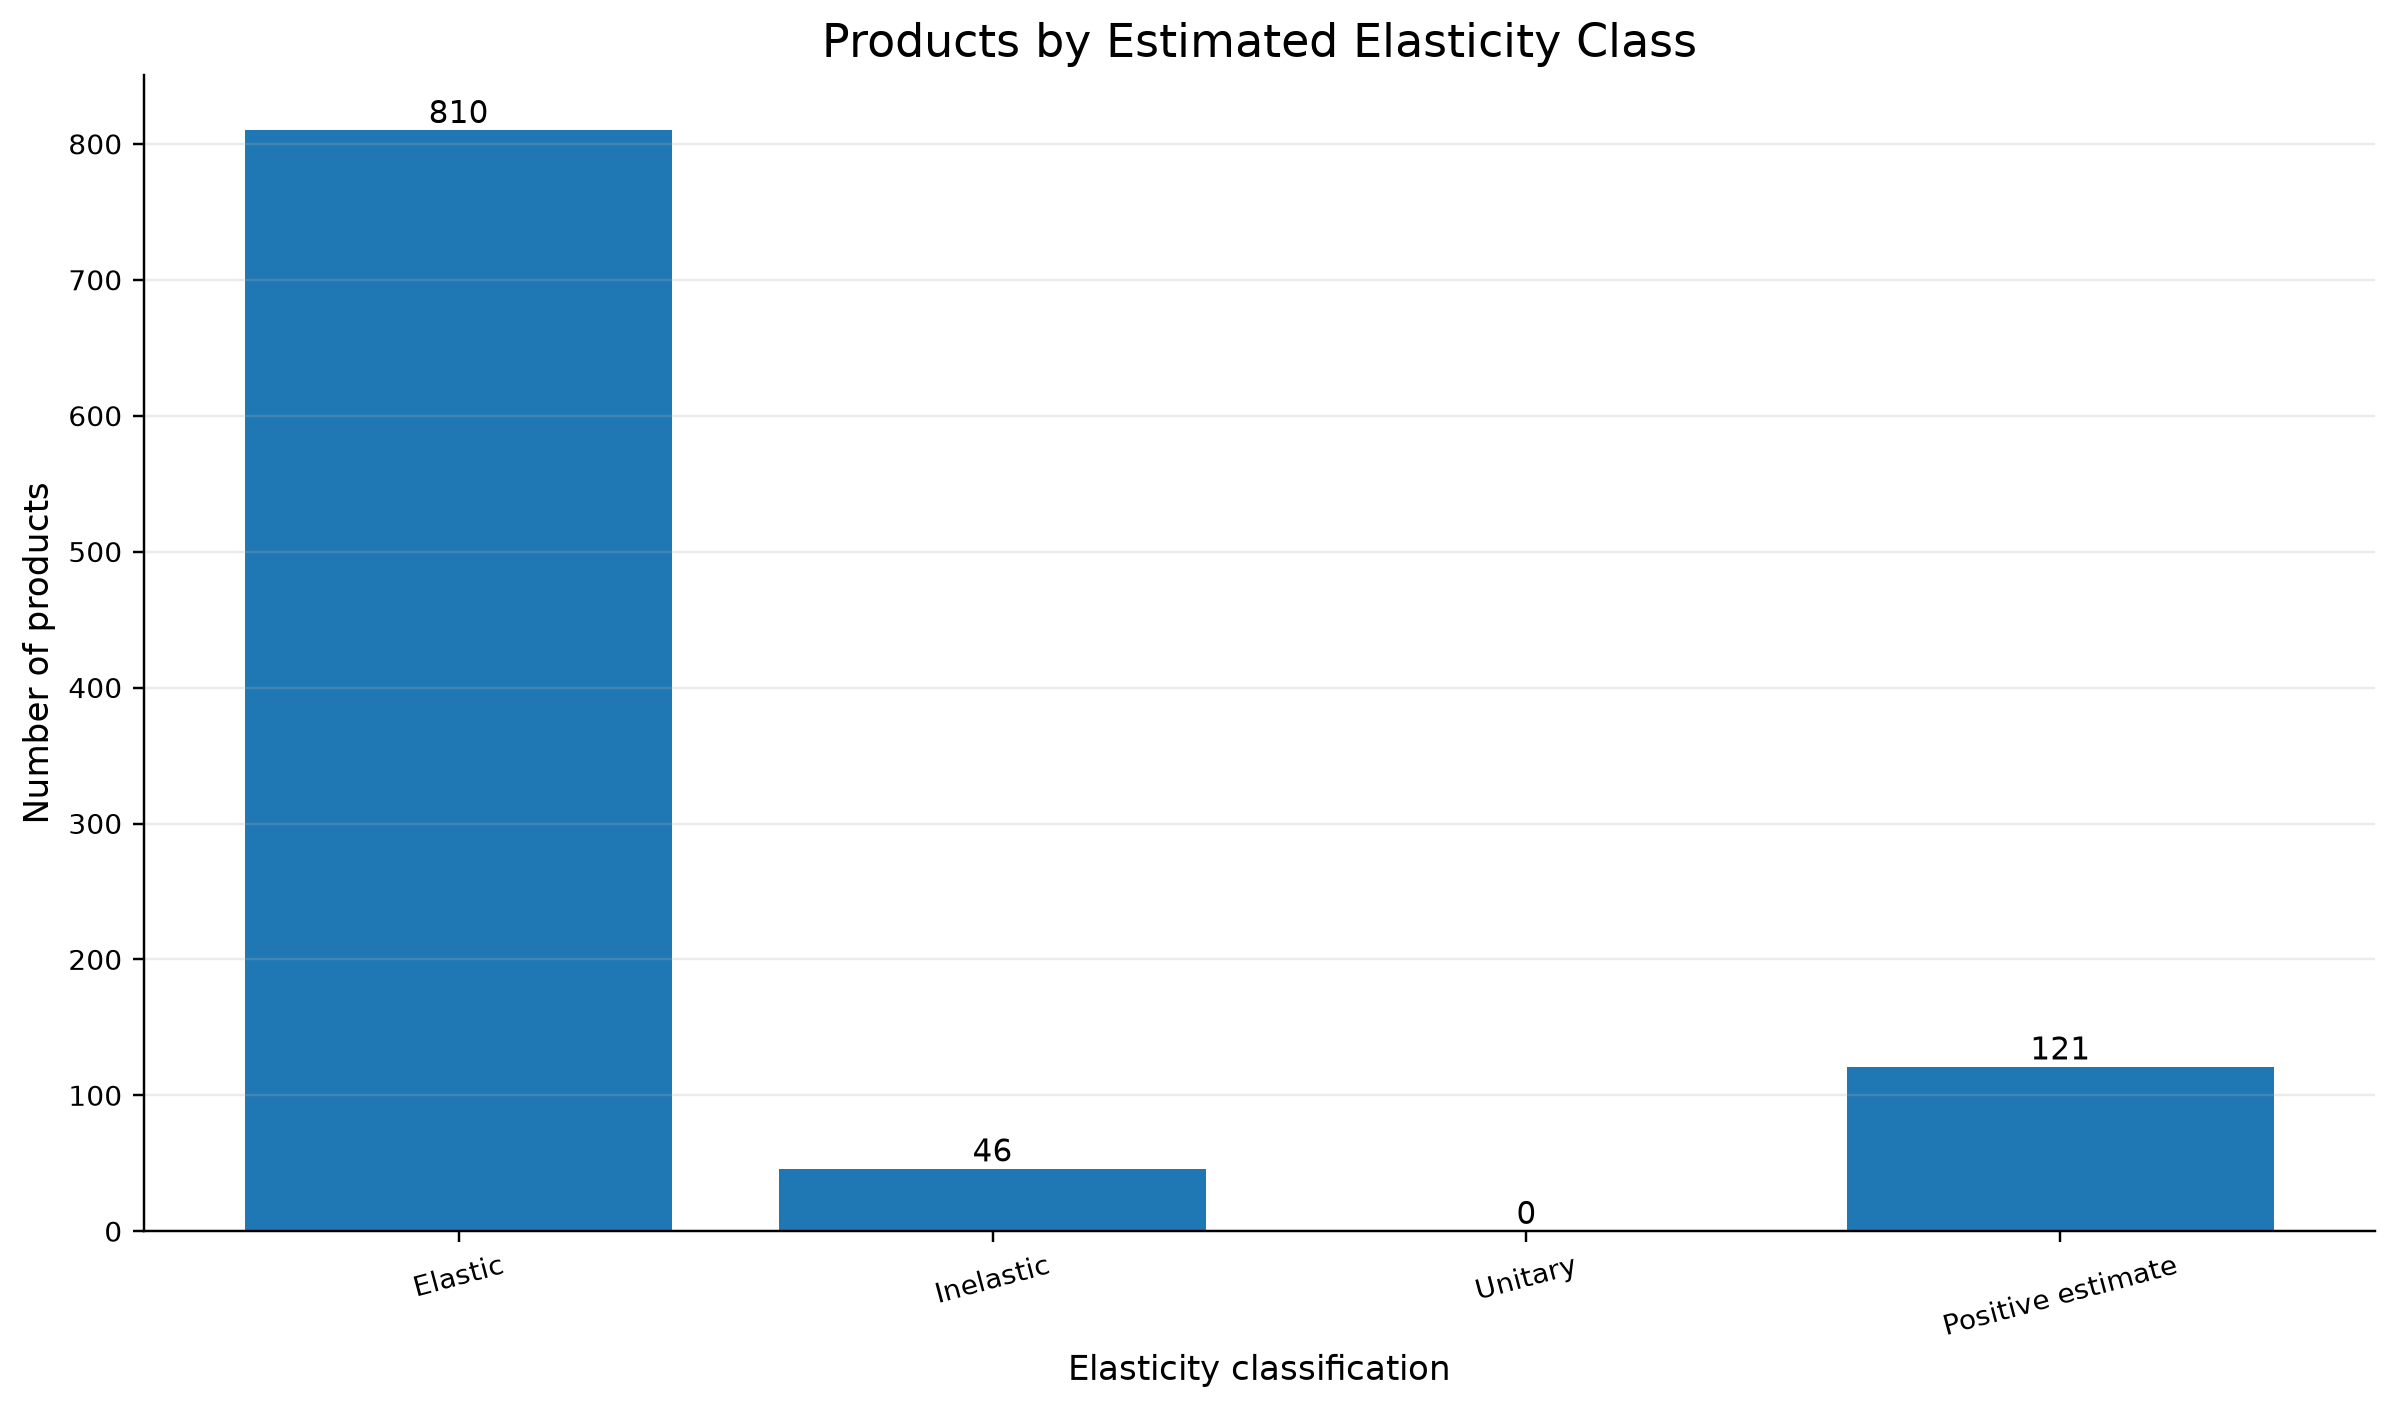 Products by Estimated Elasticity Class
Number of products
800
700
600
500
400
300
200
100
0
810
46
0
121
Elastic
Inelastic
Unitary
Positive estimate
Elasticity classification